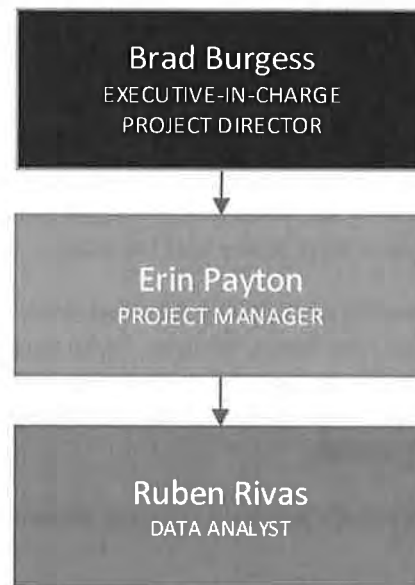 Brad Burgess
EXECUTIVE-IN-CHARGE
PROJECT DIRECTOR
Erin Payton
PROJECT MANAGER
Ruben Rivas
DATA ANALYST